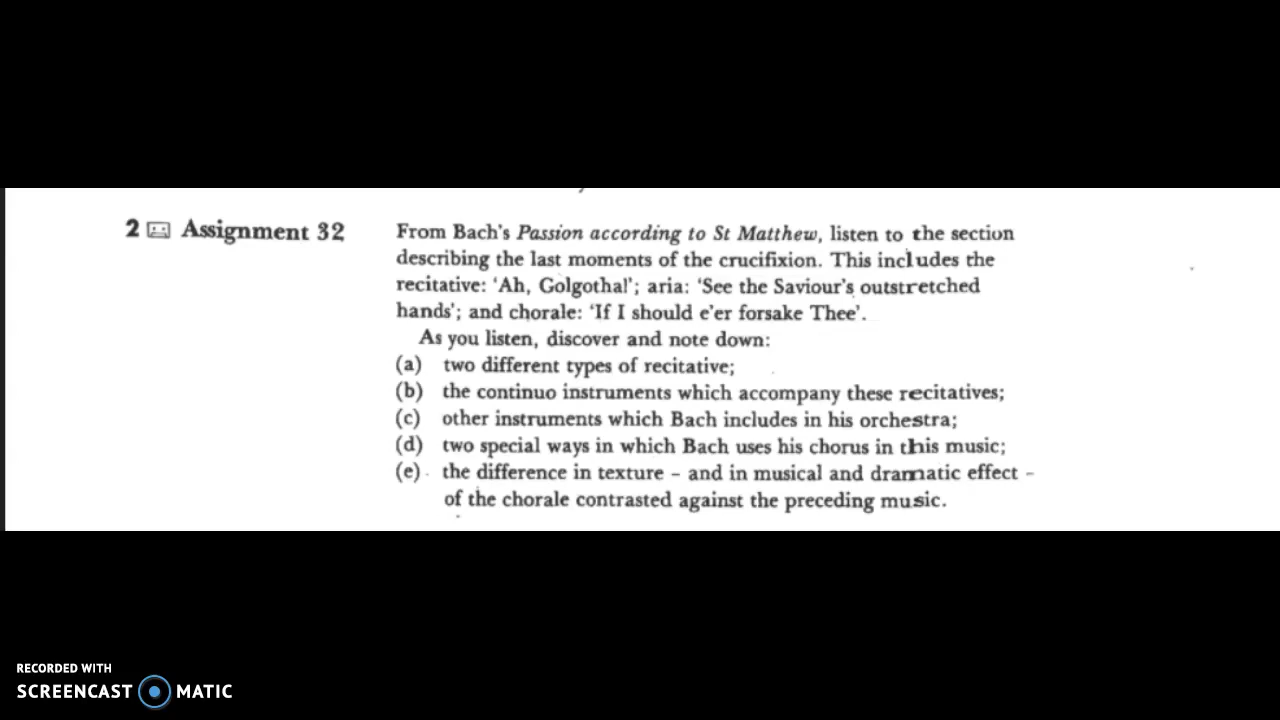 2 Assignment 32 From Bach's Passion according to St Matthew, listen to the section
describing the last moments of the crucifixion. This includes the
recitative: 'Ah, Golgotha!'; aria: 'See the Saviour's outstretched
hands'; and chorale: 'If I should e'er forsake Thee'.
As you listen, discover and note down:
(a) two different types of recitative;
(b) the continuo instruments which accompany these recitatives;
(c) other instruments which Bach includes in his orchestra;
(d) two special ways in which Bach uses his chorus in this music;
(e) the difference in texture – and in musical and dramatic effect –
of the chorale contrasted against the preceding music.
RECORDED WITH
SCREENCAST MATIC